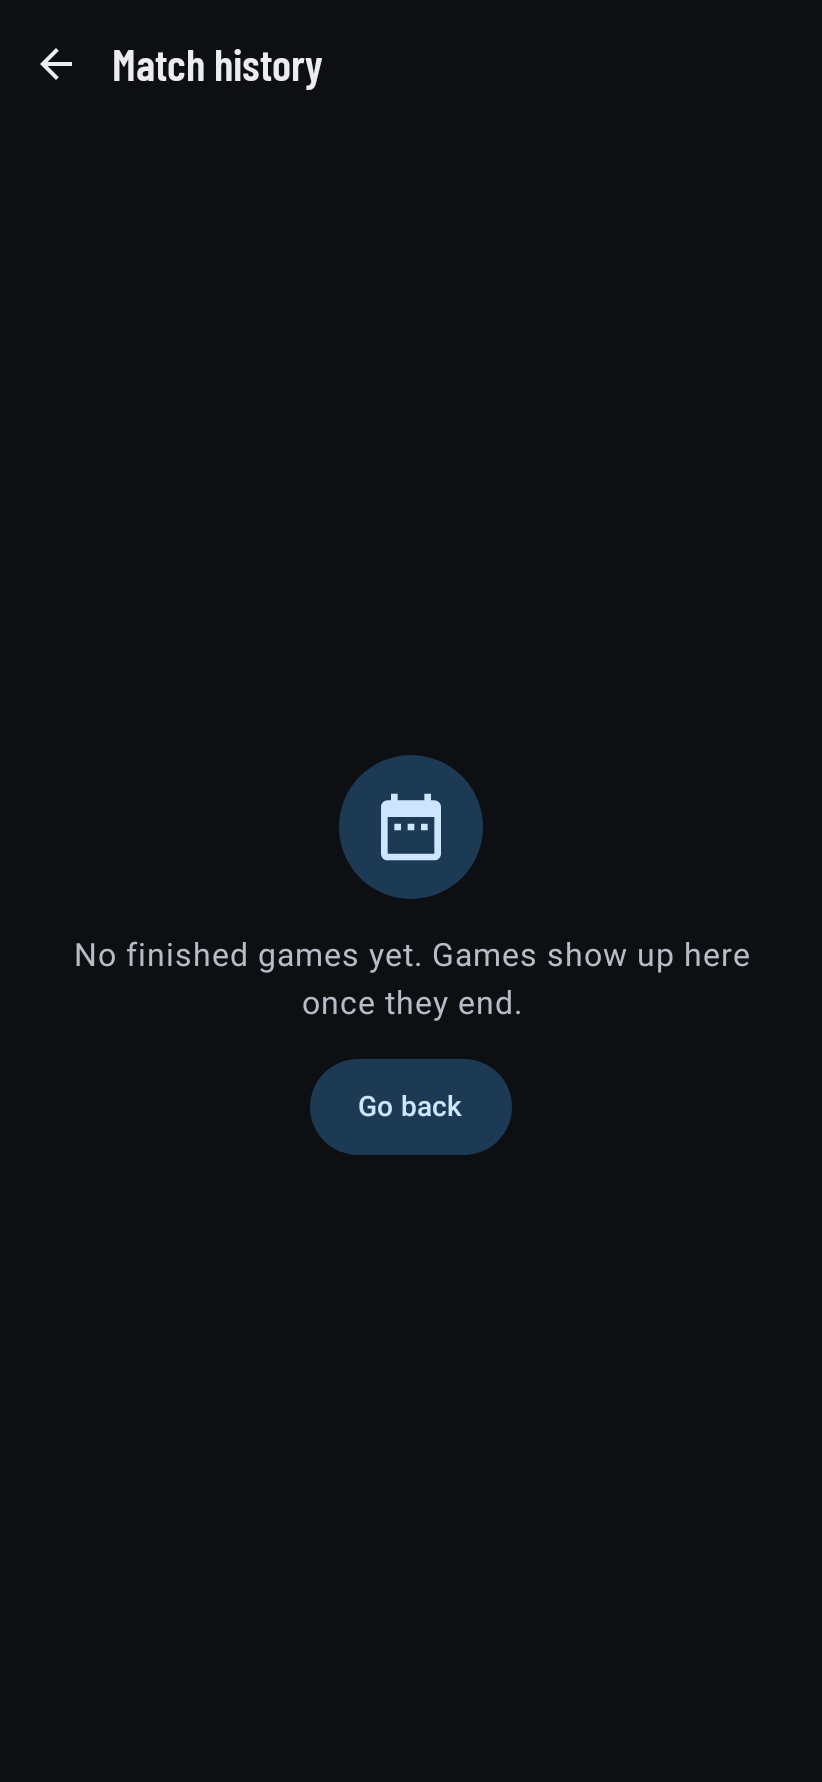 Match history
No finished games yet. Games show up here
once they end.
Go back